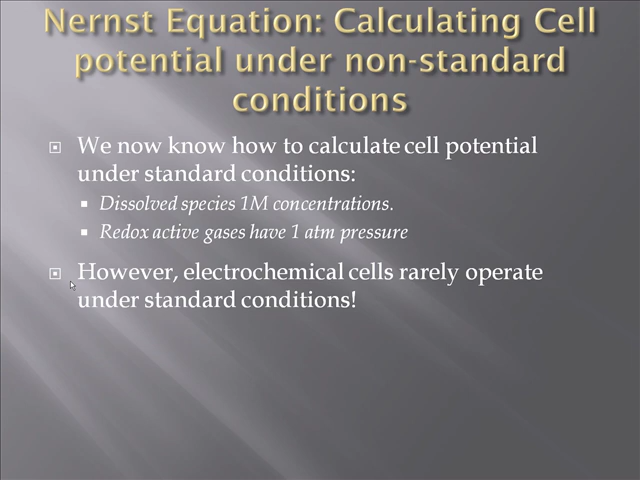 Nernst Equation: Calculating Cell
potential under non-standard
conditions
We now know how to calculate cell potential
under standard conditions:
Dissolved species 1M concentrations.
Redox active gases have 1 atm pressure
However, electrochemical cells rarely operate
under standard conditions!